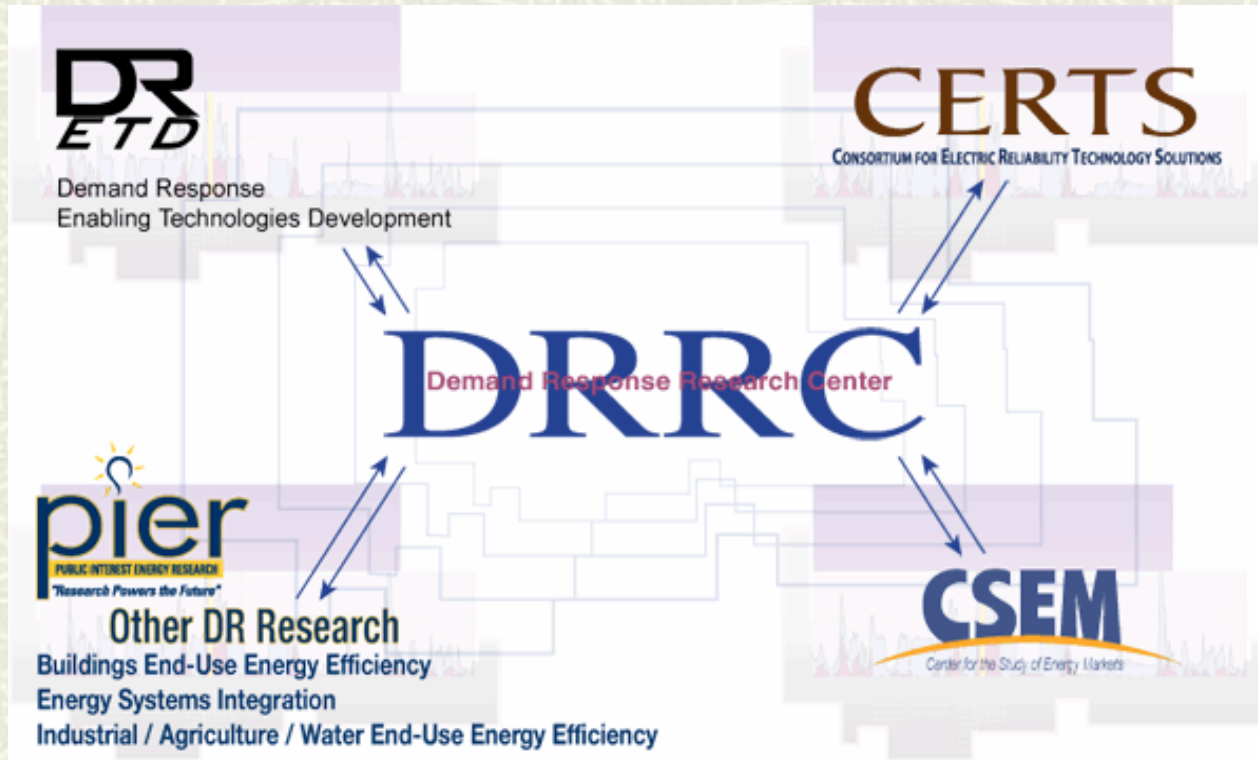 DR
ETD
Demand Response
Enabling Technologies Development
CERTS
CONSORTIUM FOR ELECTRIC RELIABILITY TECHNOLOGY SOLUTIONS
DRRC
Demand Response Research Center
pier
PUBLIC INTEREST ENERGY RESEARCH
"Research Powers the Future"
Other DR Research
Buildings End-Use Energy Efficiency
Energy Systems Integration
Industrial / Agriculture / Water End-Use Energy Efficiency
CSEM
Center for the Study of Energy Markets